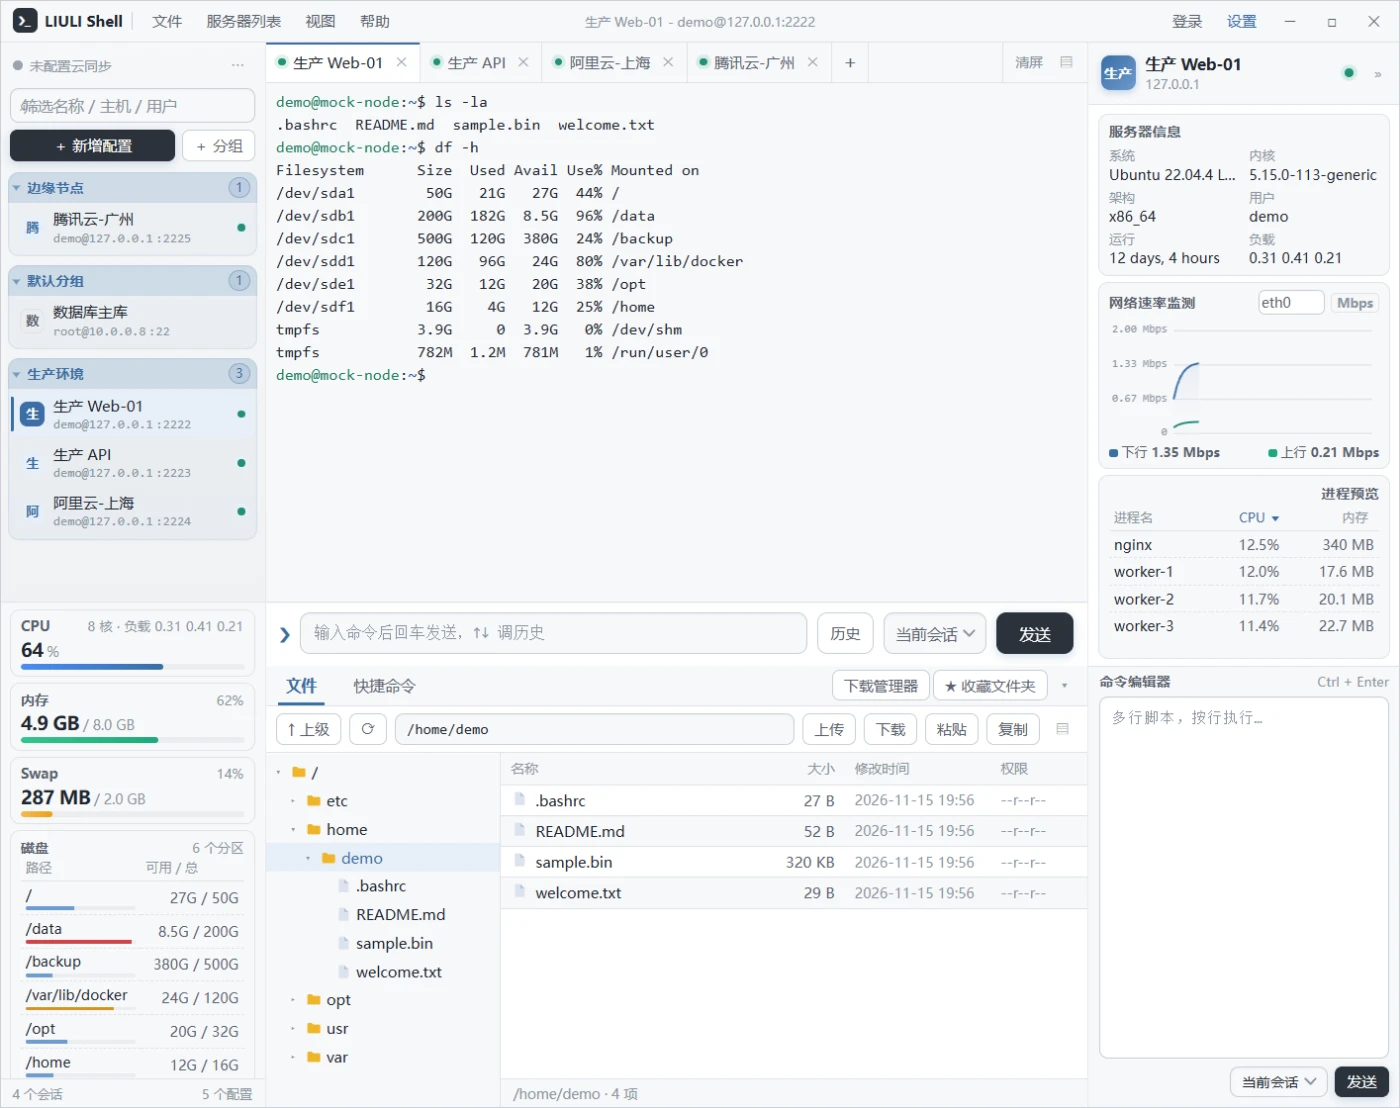 LIULI Shell 文件 服务器列表 视图 帮助 生产 Web-01 - demo@127.0.0.1:2222 登录 设置
未配置云同步 ···
筛选名称 / 主机 / 用户
+ 新增配置 + 分组
边缘节点 1
腾 腾讯云-广州
demo@127.0.0.1:2225
默认分组 1
数 数据库主库
root@10.0.0.8:22
生产环境 3
生 生产 Web-01
demo@127.0.0.1:2222
生 生产 API
demo@127.0.0.1:2223
阿 阿里云-上海
demo@127.0.0.1:2224
CPU 8 核 · 负载 0.31 0.41 0.21
64 %
内存 62%
4.9 GB / 8.0 GB
Swap 14%
287 MB / 2.0 GB
磁盘 6 个分区
路径 可用 / 总
/ 27G / 50G
/data 8.5G / 200G
/backup 380G / 500G
/var/lib/docker 24G / 120G
/opt 20G / 32G
/home 12G / 16G
4 个会话 5 个配置
生产 Web-01 × 生产 API × 阿里云-上海 × 腾讯云-广州 × + 清屏
demo@mock-node:~$ ls -la
.bashrc README.md sample.bin welcome.txt
demo@mock-node:~$ df -h
Filesystem Size Used Avail Use% Mounted on
/dev/sda1 50G 21G 27G 44% /
/dev/sdb1 200G 182G 8.5G 96% /data
/dev/sdc1 500G 120G 380G 24% /backup
/dev/sdd1 120G 96G 24G 80% /var/lib/docker
/dev/sde1 32G 12G 20G 38% /opt
/dev/sdf1 16G 4G 12G 25% /home
tmpfs 3.9G 0 3.9G 0% /dev/shm
tmpfs 782M 1.2M 781M 1% /run/user/0
demo@mock-node:~$
❯ 输入命令后回车发送，↑↓ 调历史 历史 当前会话 发送
文件 快捷命令 下载管理器 ★ 收藏文件夹
↑ 上级 /home/demo 上传 下载 粘贴 复制
/
etc
home
demo
.bashrc
README.md
sample.bin
welcome.txt
opt
usr
var
名称 大小 修改时间 权限
.bashrc 27 B 2026-11-15 19:56 --r--r--
README.md 52 B 2026-11-15 19:56 --r--r--
sample.bin 320 KB 2026-11-15 19:56 --r--r--
welcome.txt 29 B 2026-11-15 19:56 --r--r--
/home/demo · 4 项
生产 生产 Web-01 »
127.0.0.1
服务器信息
系统 内核
Ubuntu 22.04.4 L... 5.15.0-113-generic
架构 用户
x86_64 demo
运行 负载
12 days, 4 hours 0.31 0.41 0.21
网络速率监测 eth0 Mbps
2.00 Mbps
1.33 Mbps
0.67 Mbps
0
下行 1.35 Mbps 上行 0.21 Mbps
进程预览
进程名 CPU 内存
nginx 12.5% 340 MB
worker-1 12.0% 17.6 MB
worker-2 11.7% 20.1 MB
worker-3 11.4% 22.7 MB
命令编辑器 Ctrl + Enter
多行脚本，按行执行…
当前会话 发送